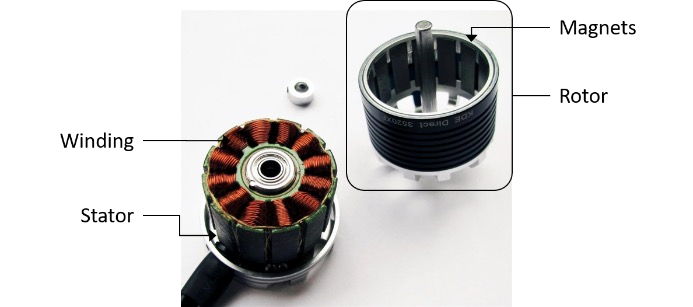 Magnets
Rotor
Winding
Stator
KDE Direct